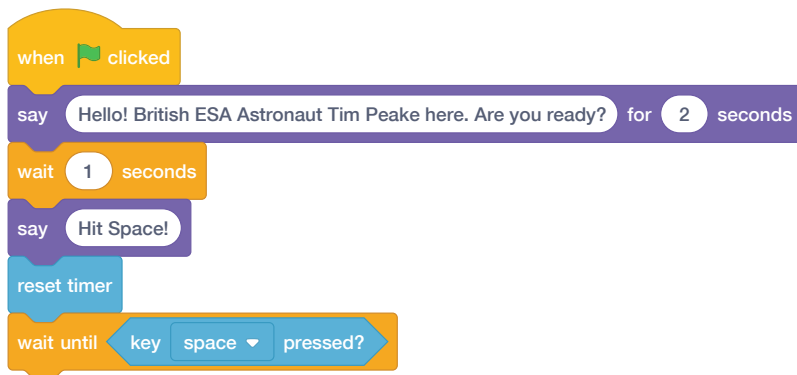 when clicked
say Hello! British ESA Astronaut Tim Peake here. Are you ready? for 2 seconds
wait 1 seconds
say Hit Space!
reset timer
wait until key space pressed?